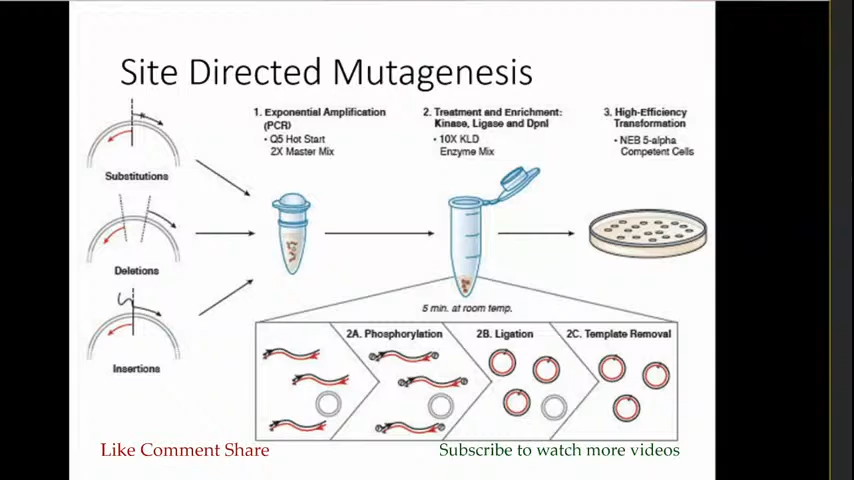 Site Directed Mutagenesis
1. Exponential Amplification
(PCR)
• Q5 Hot Start
2X Master Mix
2. Treatment and Enrichment:
Kinase, Ligase and DpnI
• 10X KLD
Enzyme Mix
3. High-Efficiency
Transformation
• NEB 5-alpha
Competent Cells
Substitutions
Deletions
Insertions
5 min. at room temp.
2A. Phosphorylation
2B. Ligation
2C. Template Removal
Like Comment Share
Subscribe to watch more videos